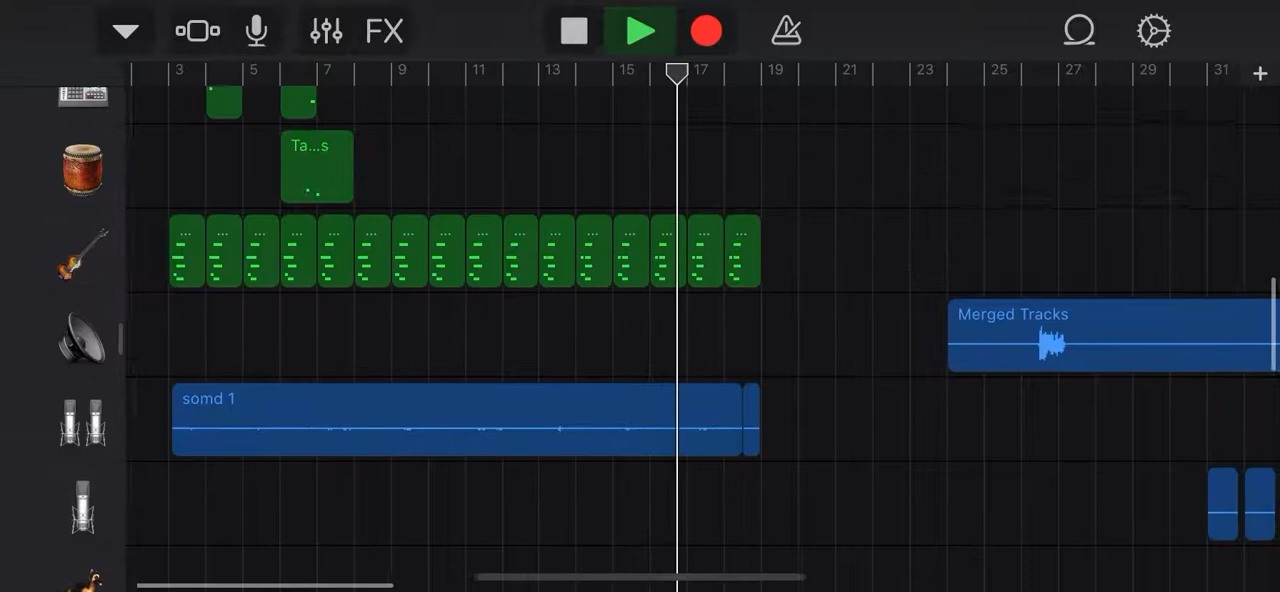 FX
3 5 7 9 11 13 15 17 19 21 23 25 27 29 31 +
Ta...s
... ... ... ... ... ... ... ... ... ... ... ... ... ... ... ...
Merged Tracks
somd 1